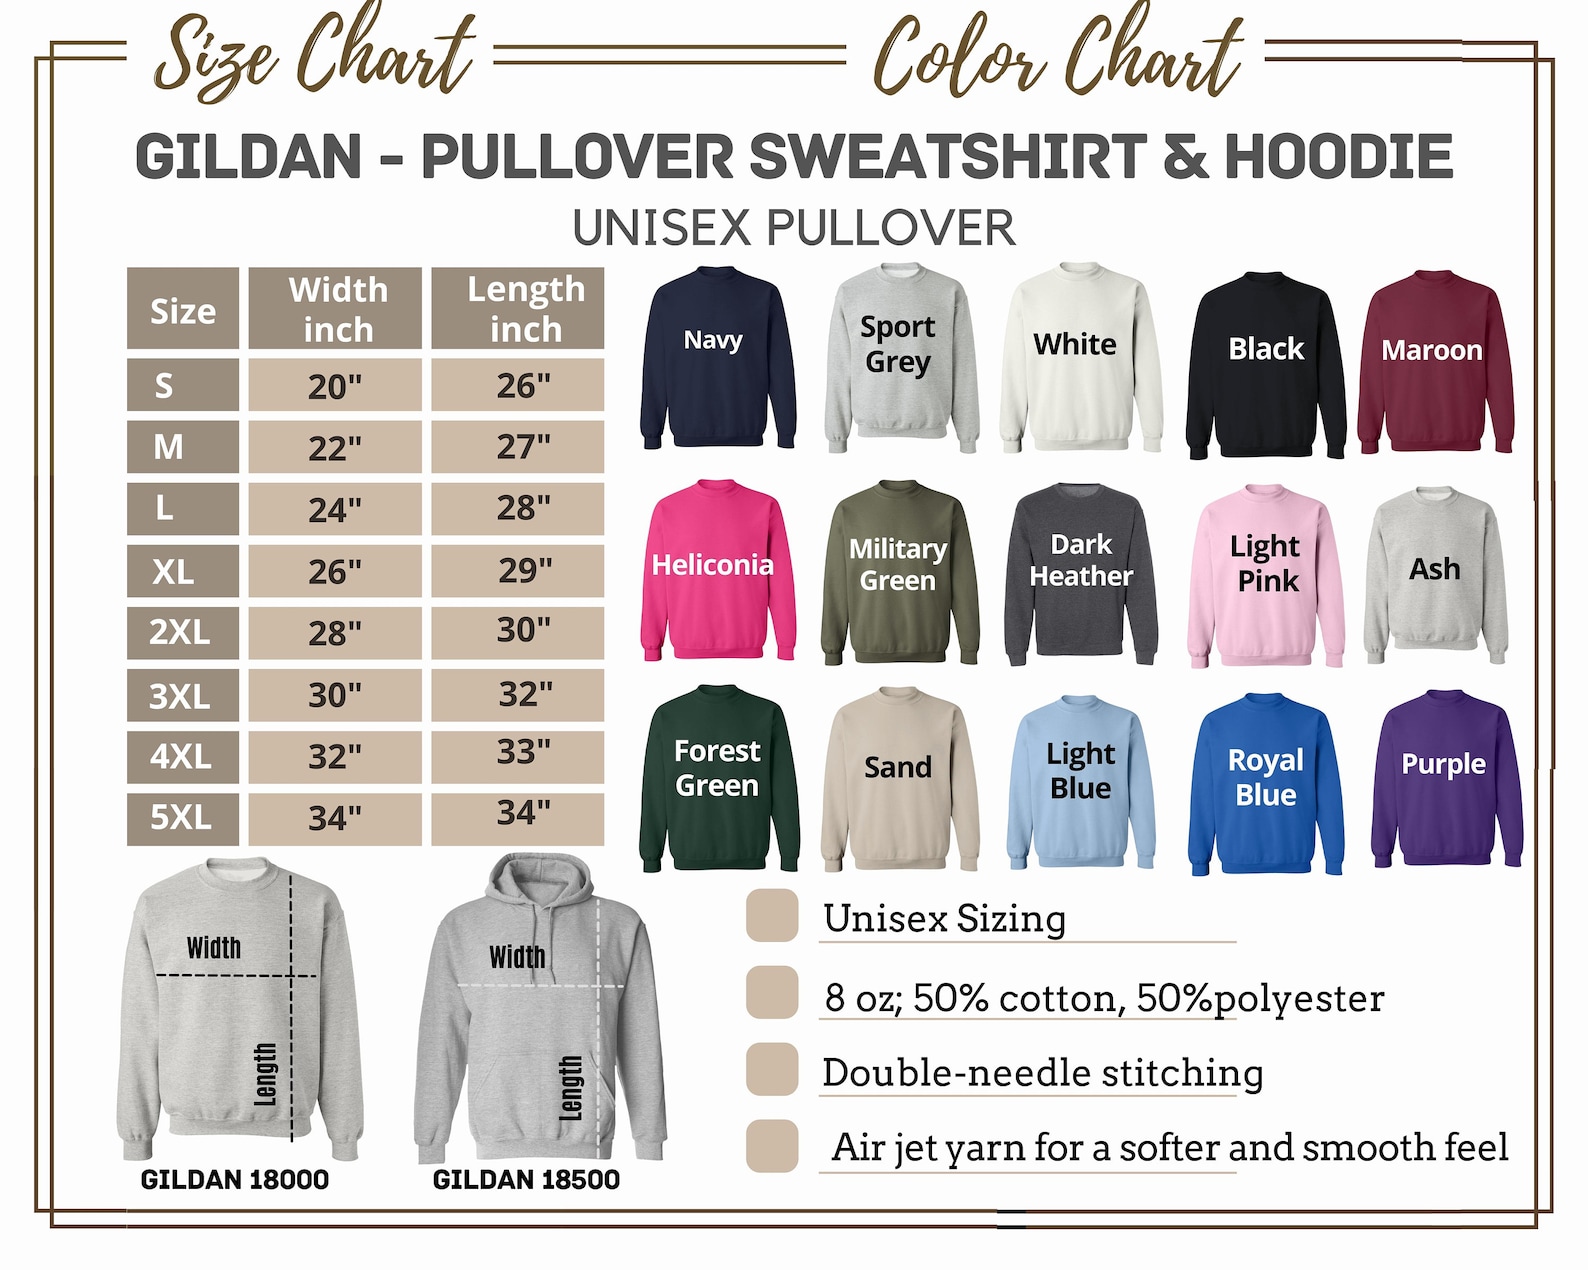 Size Chart
Color Chart
GILDAN - PULLOVER SWEATSHIRT & HOODIE
UNISEX PULLOVER
Size Width inch Length inch
S 20" 26"
M 22" 27"
L 24" 28"
XL 26" 29"
2XL 28" 30"
3XL 30" 32"
4XL 32" 33"
5XL 34" 34"
Navy
Sport
Grey
White
Black
Maroon
Heliconia
Military
Green
Dark
Heather
Light
Pink
Ash
Forest
Green
Sand
Light
Blue
Royal
Blue
Purple
Width
Length
GILDAN 18000
Width
Length
GILDAN 18500
Unisex Sizing
8 oz; 50% cotton, 50%polyester
Double-needle stitching
Air jet yarn for a softer and smooth feel